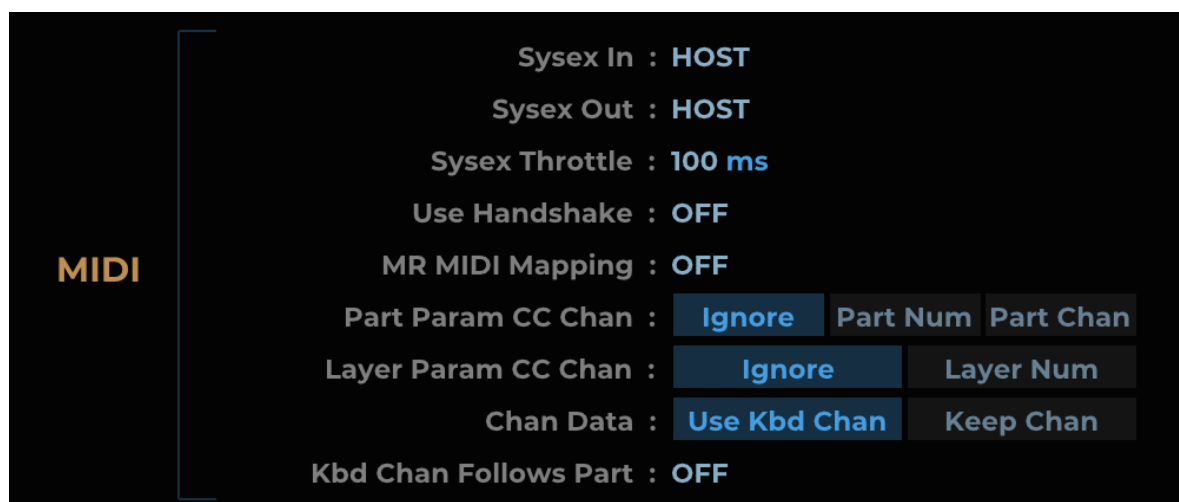 MIDI
Sysex In : HOST
Sysex Out : HOST
Sysex Throttle : 100 ms
Use Handshake : OFF
MR MIDI Mapping : OFF
Part Param CC Chan : Ignore Part Num Part Chan
Layer Param CC Chan : Ignore Layer Num
Chan Data : Use Kbd Chan Keep Chan
Kbd Chan Follows Part : OFF